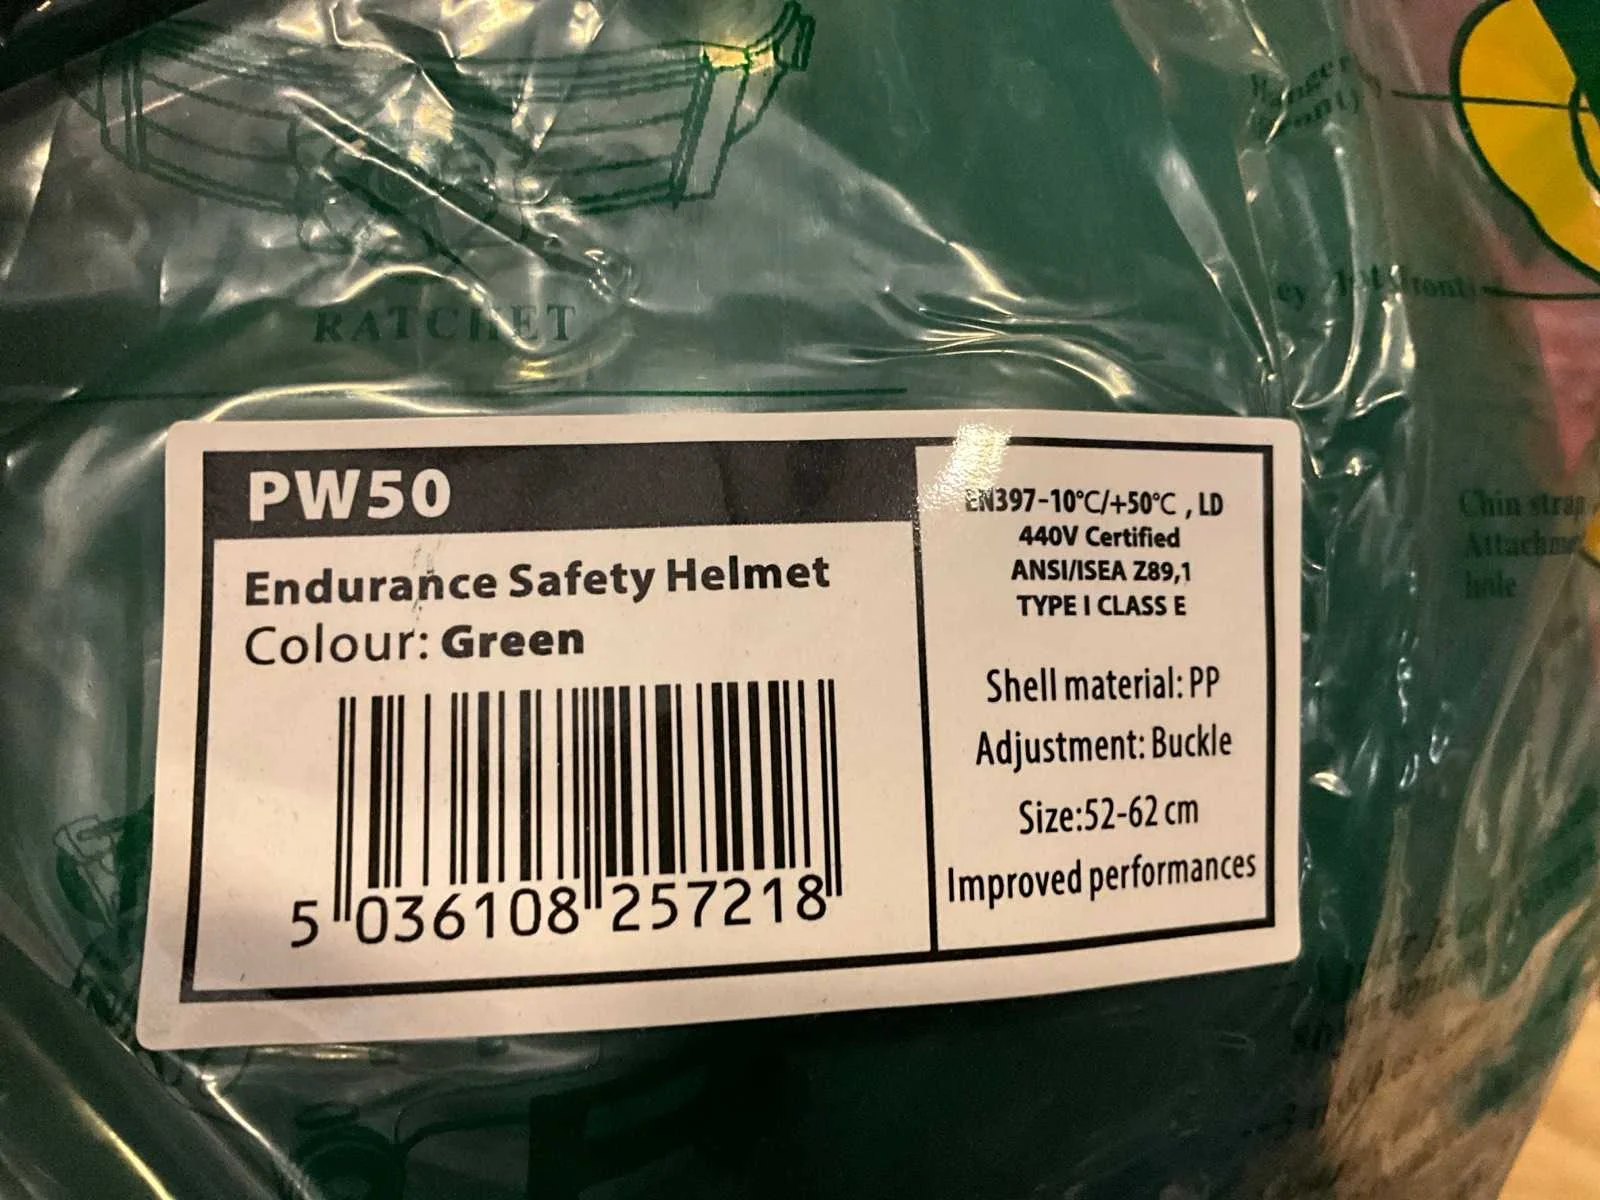 RATCHET
PW50
Endurance Safety Helmet
Colour: Green
5 036108 257218
EN397-10°C/+50°C , LD
440V Certified
ANSI/ISEA Z89,1
TYPE I CLASS E
Shell material: PP
Adjustment: Buckle
Size:52-62 cm
Improved performances
Chin strap
hole